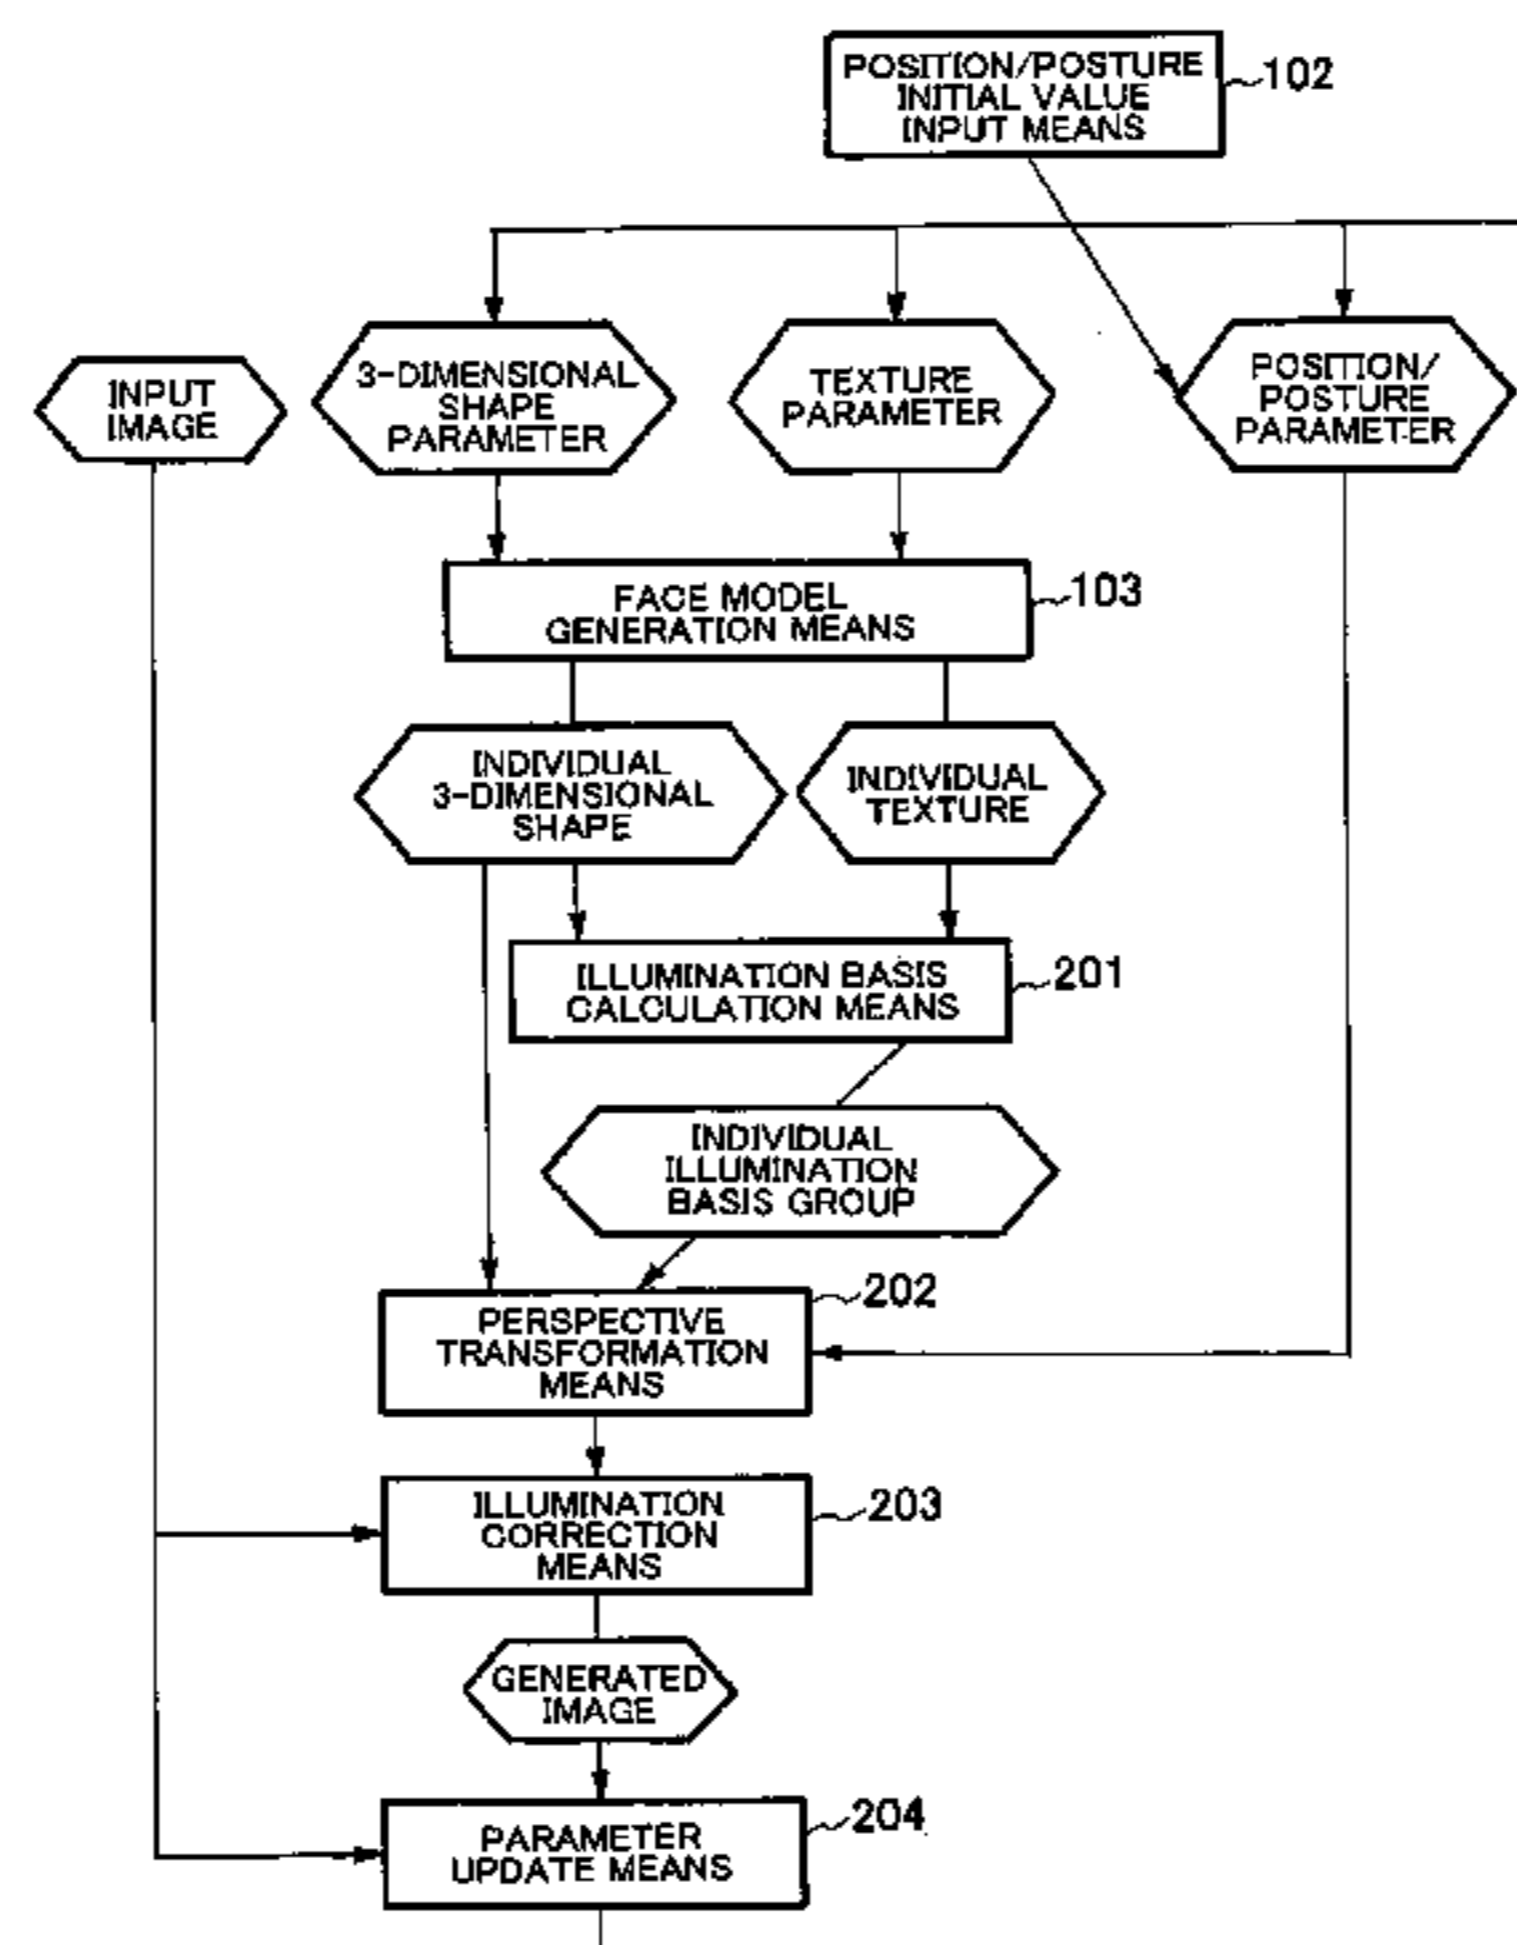 POSITION/POSTURE
INITIAL VALUE
INPUT MEANS
102
INPUT
IMAGE
3-DIMENSIONAL
SHAPE
PARAMETER
TEXTURE
PARAMETER
POSITION/
POSTURE
PARAMETER
FACE MODEL
GENERATION MEANS
103
INDIVIDUAL
3-DIMENSIONAL
SHAPE
INDIVIDUAL
TEXTURE
ILLUMINATION BASIS
CALCULATION MEANS
201
INDIVIDUAL
ILLUMINATION
BASIS GROUP
PERSPECTIVE
TRANSFORMATION
MEANS
202
ILLUMINATION
CORRECTION
MEANS
203
GENERATED
IMAGE
PARAMETER
UPDATE MEANS
204